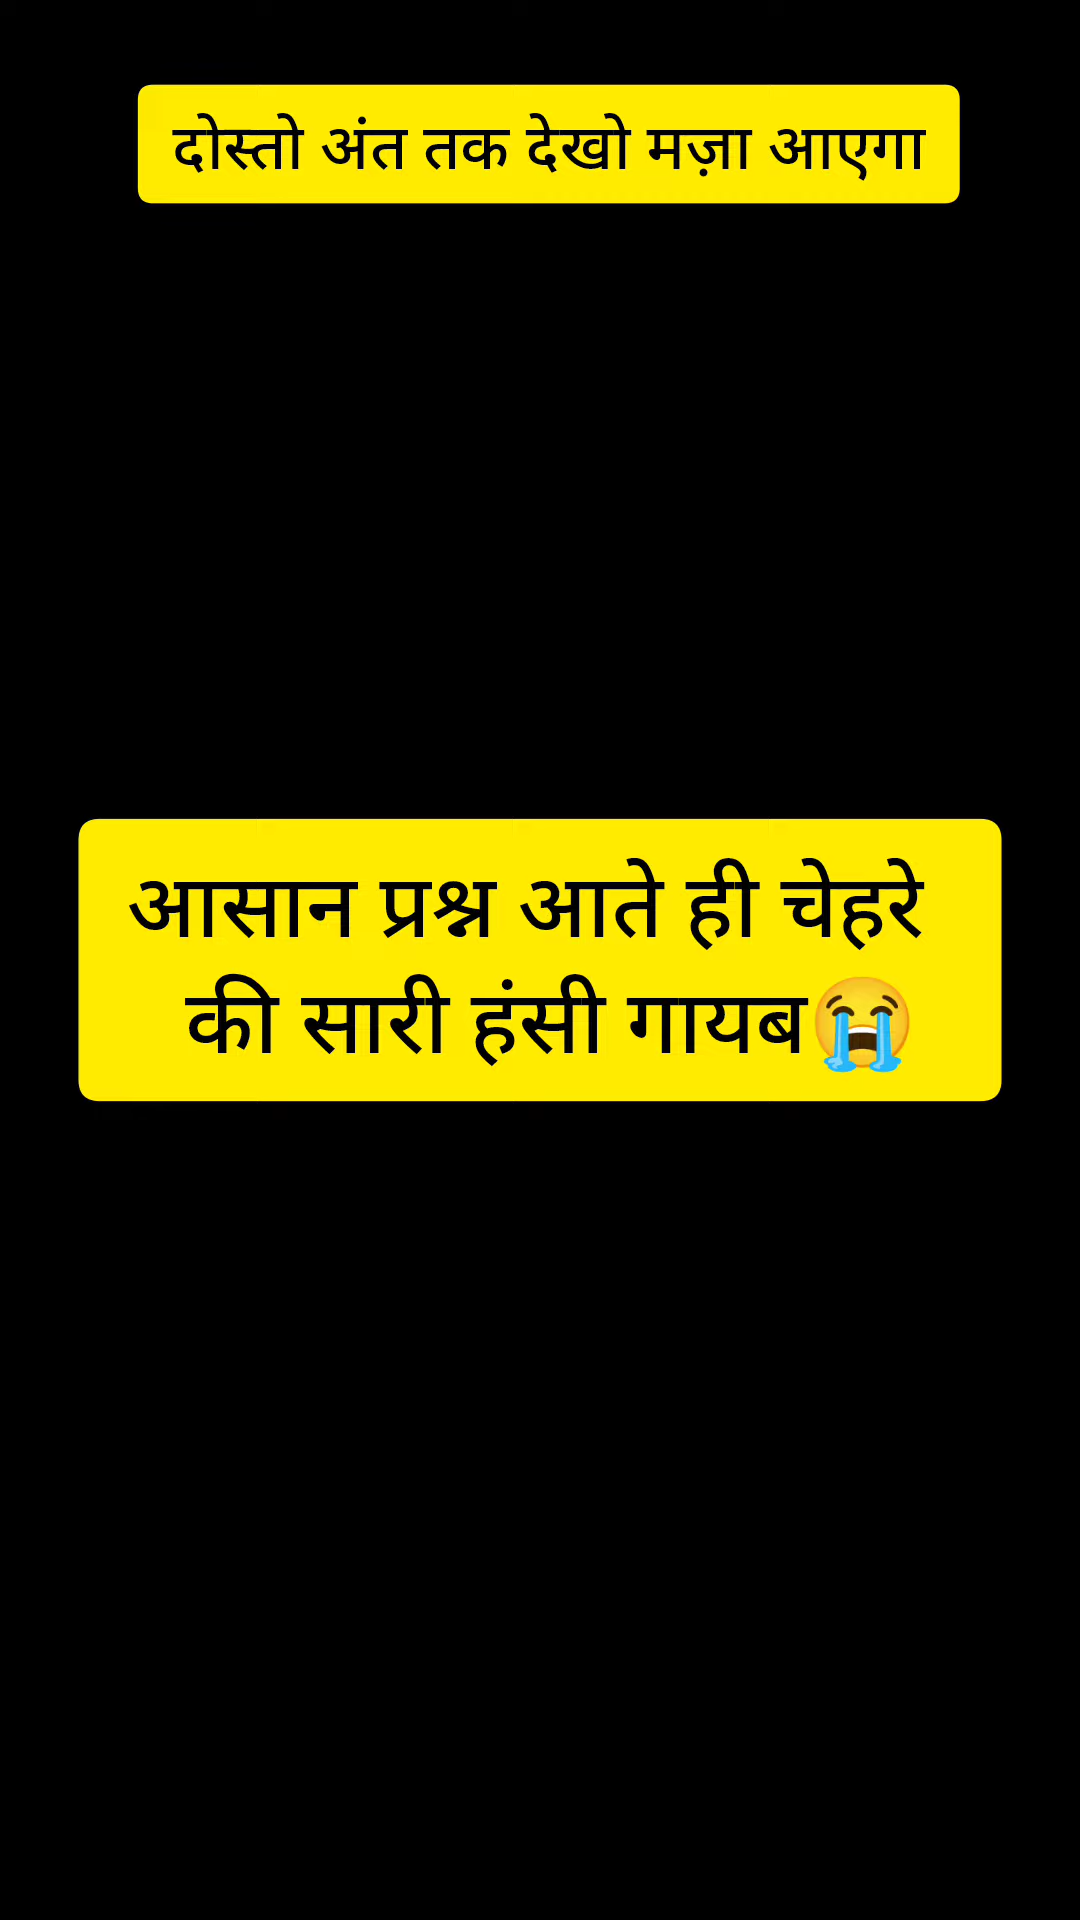 दोस्तो अंत तक देखो मज़ा आएगा
आसान प्रश्न आते ही चेहरे
की सारी हंसी गायब😭